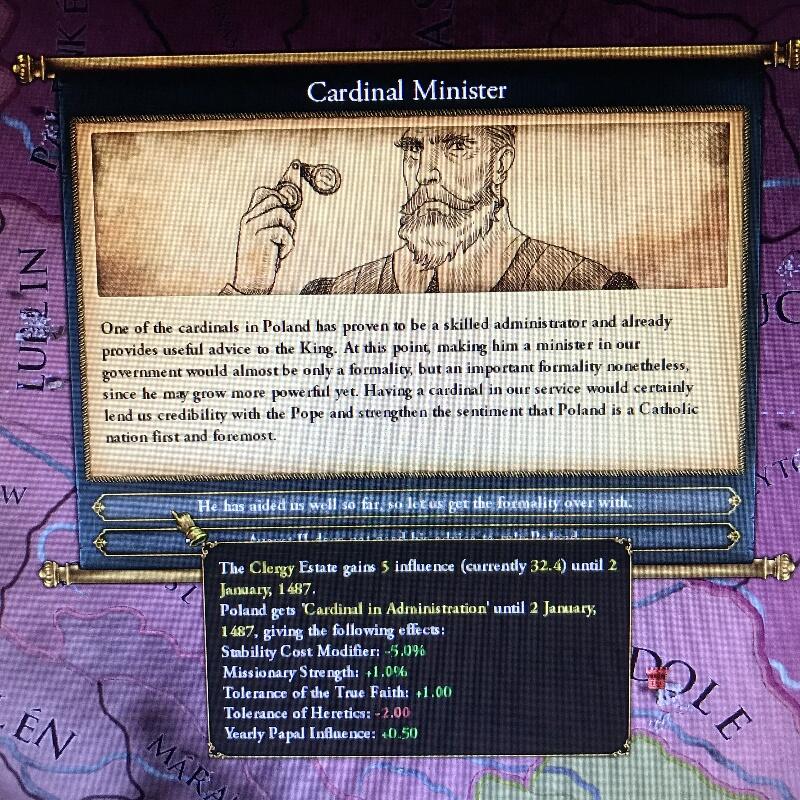 Cardinal Minister
LUBLIN
One of the cardinals in Poland has proven to be a skilled administrator and already
provides useful advice to the King. At this point, making him a minister in our
government would almost be only a formality, but an important formality nonetheless,
since he may grow more powerful yet. Having a cardinal in our service would certainly
lend us credibility with the Pope and strengthen the sentiment that Poland is a Catholic
nation first and foremost.
He has aided us well so far, so let us get the formality over with.
The Clergy Estate gains 5 influence (currently 32.4) until 2
January, 1487.
Poland gets 'Cardinal in Administration' until 2 January,
1487, giving the following effects:
Stability Cost Modifier: -5.0%
Missionary Strength: +1.0%
Tolerance of the True Faith: +1.00
Tolerance of Heretics: -2.00
Yearly Papal Influence: +0.50
DOLE
MARA